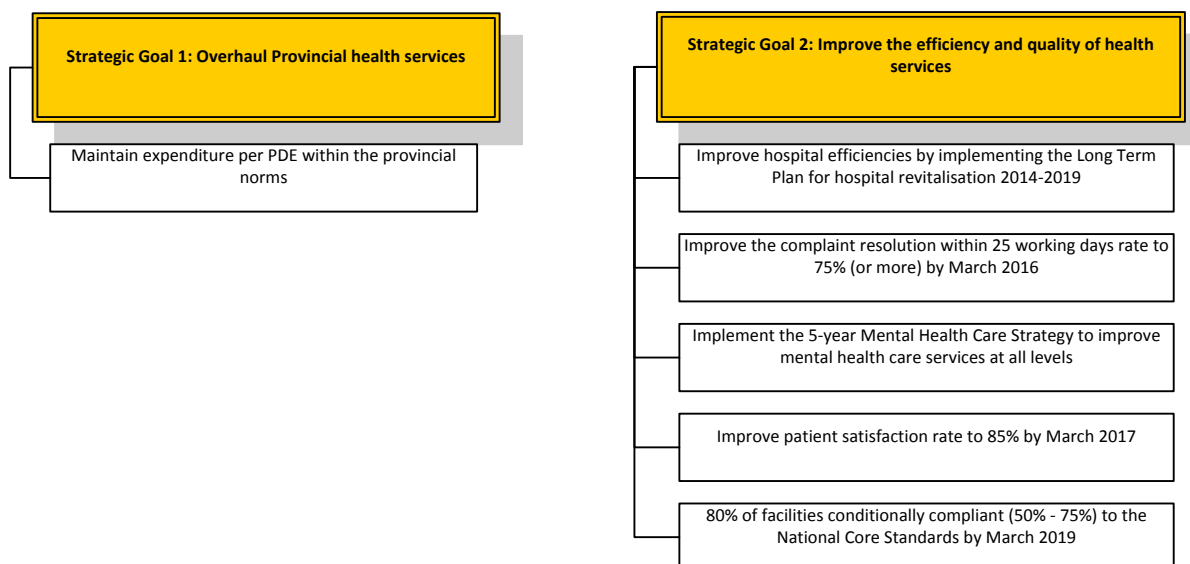 Strategic Goal 1: Overhaul Provincial health services
Maintain expenditure per PDE within the provincial
norms
Strategic Goal 2: Improve the efficiency and quality of health
services
Improve hospital efficiencies by implementing the Long Term
Plan for hospital revitalisation 2014-2019
Improve the complaint resolution within 25 working days rate to
75% (or more) by March 2016
Implement the 5-year Mental Health Care Strategy to improve
mental health care services at all levels
Improve patient satisfaction rate to 85% by March 2017
80% of facilities conditionally compliant (50% - 75%) to the
National Core Standards by March 2019